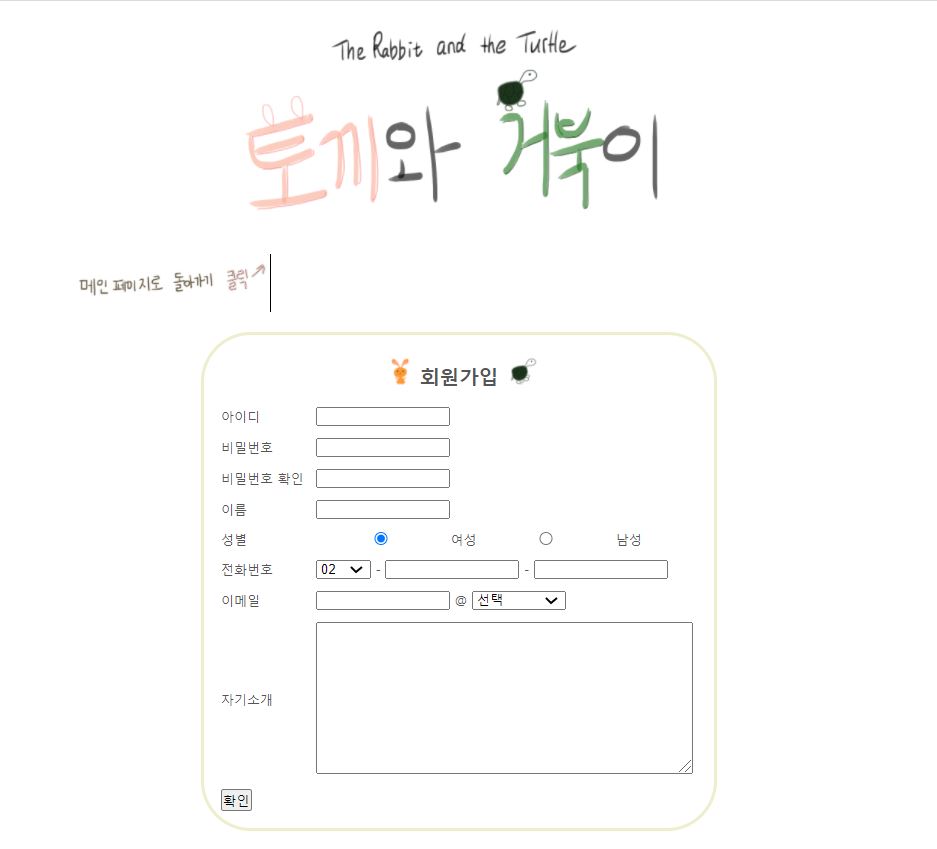 The Rabbit and the Turtle
토끼와 거북이
메인 페이지로 돌아가기 클릭
회원가입
아이디
비밀번호
비밀번호 확인
이름
성별 여성 남성
전화번호 02 - -
이메일 @ 선택
자기소개
확인